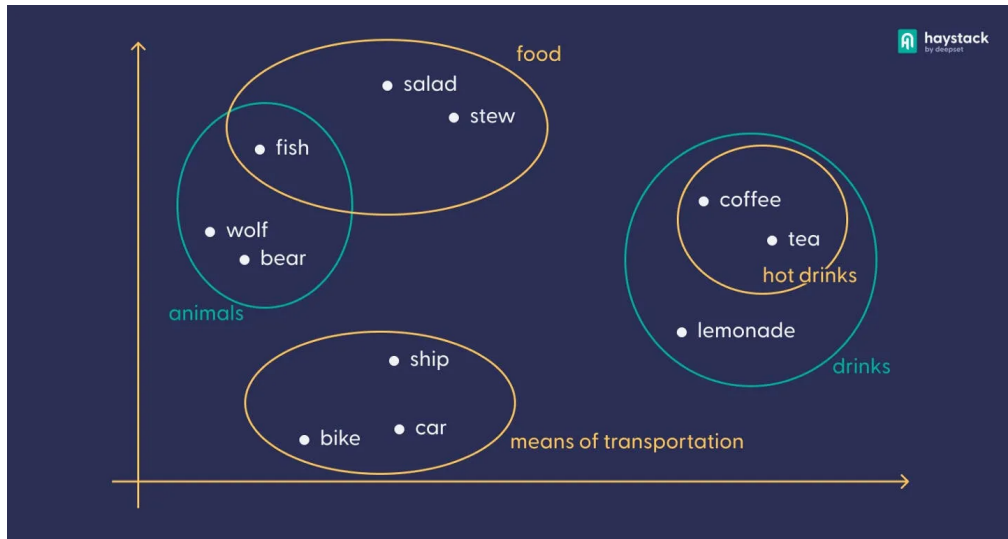 haystack
by deepset
food
salad
stew
fish
wolf
bear
animals
coffee
tea
hot drinks
lemonade
drinks
ship
car
bike
means of transportation